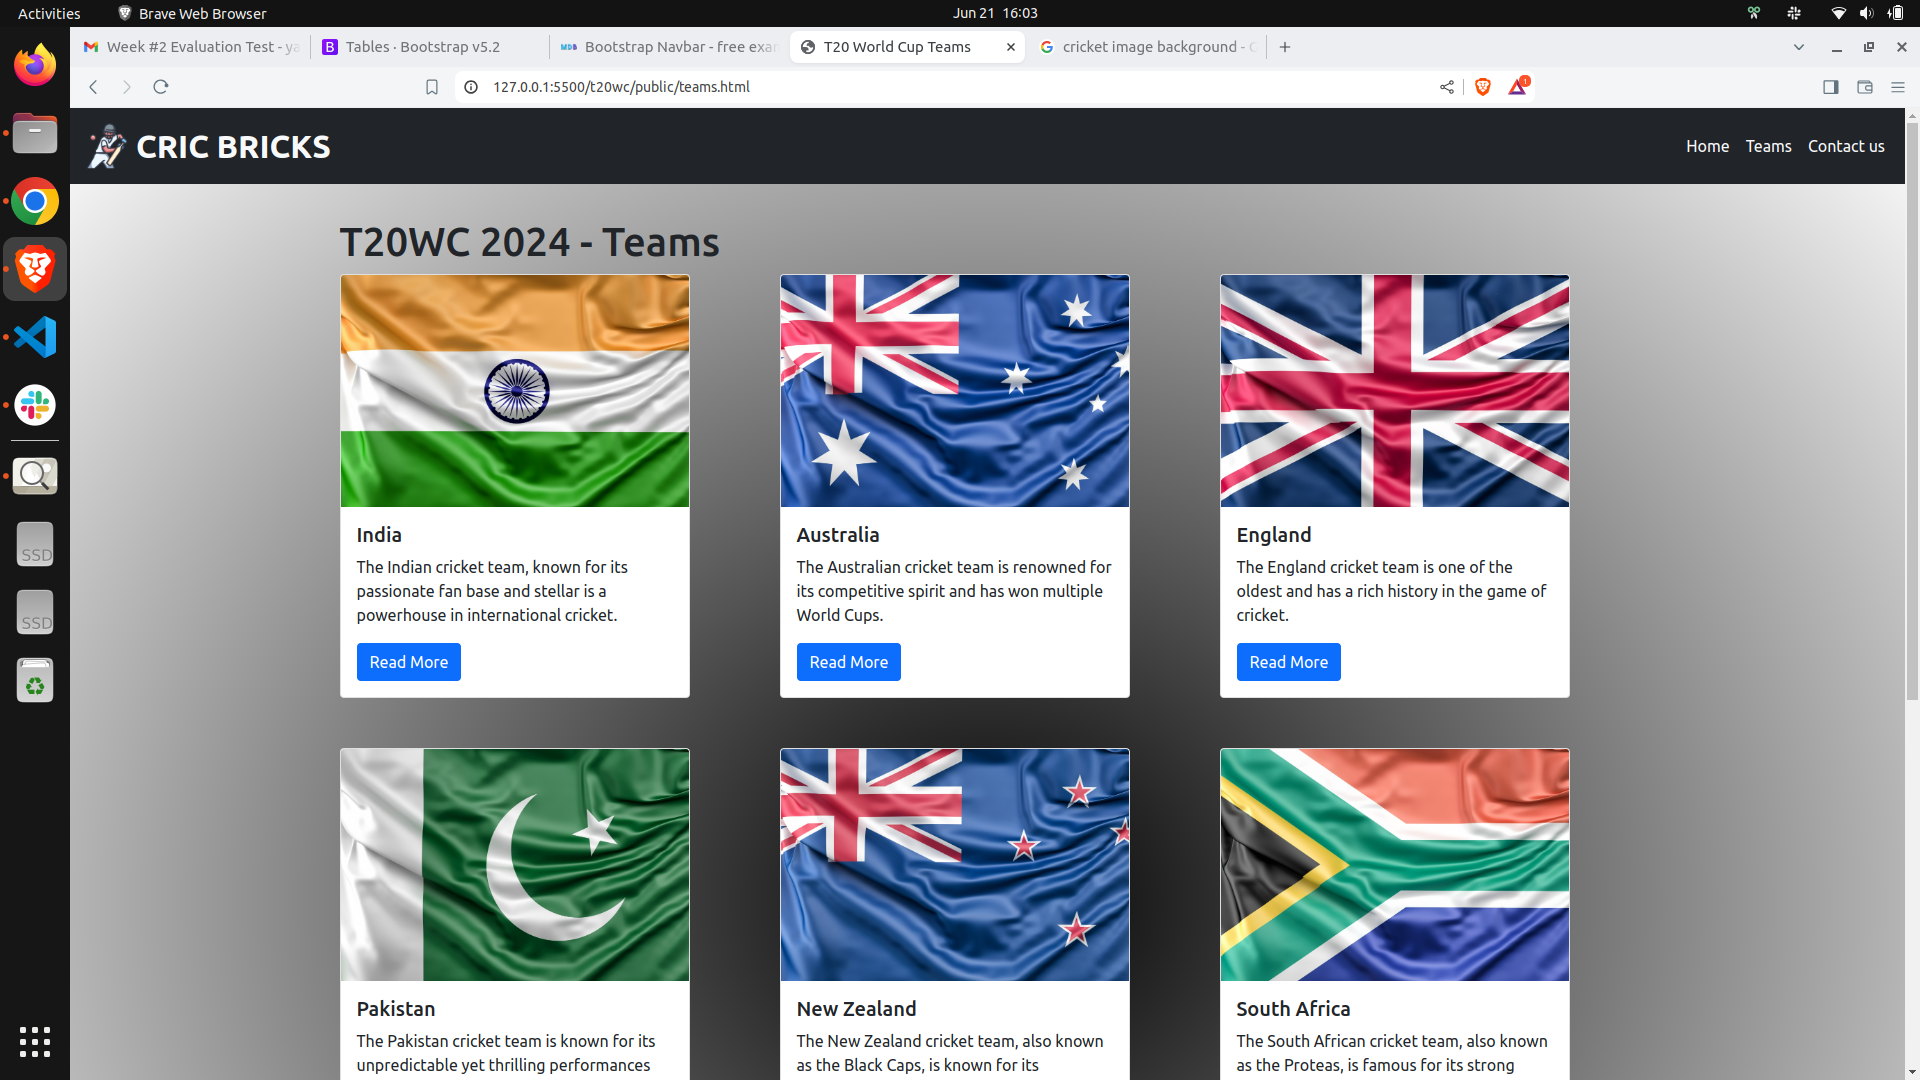 Activities
Brave Web Browser
Jun 21 16:03
Week #2 Evaluation Test - ya
Tables · Bootstrap v5.2
Bootstrap Navbar - free exam
T20 World Cup Teams
cricket image background - G
127.0.0.1:5500/t20wc/public/teams.html
1
CRIC BRICKS
Home
Teams
Contact us
T20WC 2024 - Teams
India
The Indian cricket team, known for its
passionate fan base and stellar is a
powerhouse in international cricket.
Read More
Australia
The Australian cricket team is renowned for
its competitive spirit and has won multiple
World Cups.
Read More
England
The England cricket team is one of the
oldest and has a rich history in the game of
cricket.
Read More
Pakistan
The Pakistan cricket team is known for its
unpredictable yet thrilling performances
New Zealand
The New Zealand cricket team, also known
as the Black Caps, is known for its
South Africa
The South African cricket team, also known
as the Proteas, is famous for its strong
SSD
SSD